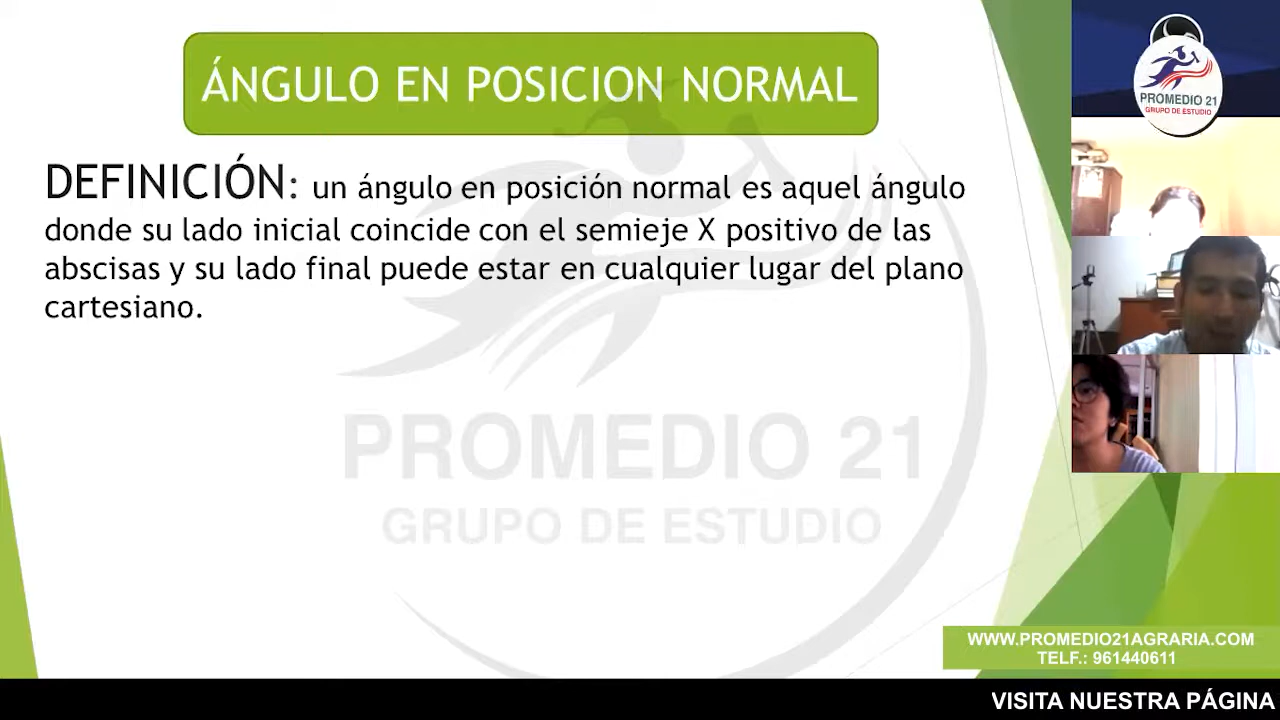 ÁNGULO EN POSICION NORMAL
DEFINICIÓN: un ángulo en posición normal es aquel ángulo
donde su lado inicial coincide con el semieje X positivo de las
abscisas y su lado final puede estar en cualquier lugar del plano
cartesiano.
PROMEDIO 21
GRUPO DE ESTUDIO
PROMEDIO 21
GRUPO DE ESTUDIO
WWW.PROMEDIO21AGRARIA.COM
TELF.: 961440611
VISITA NUESTRA PÁGINA